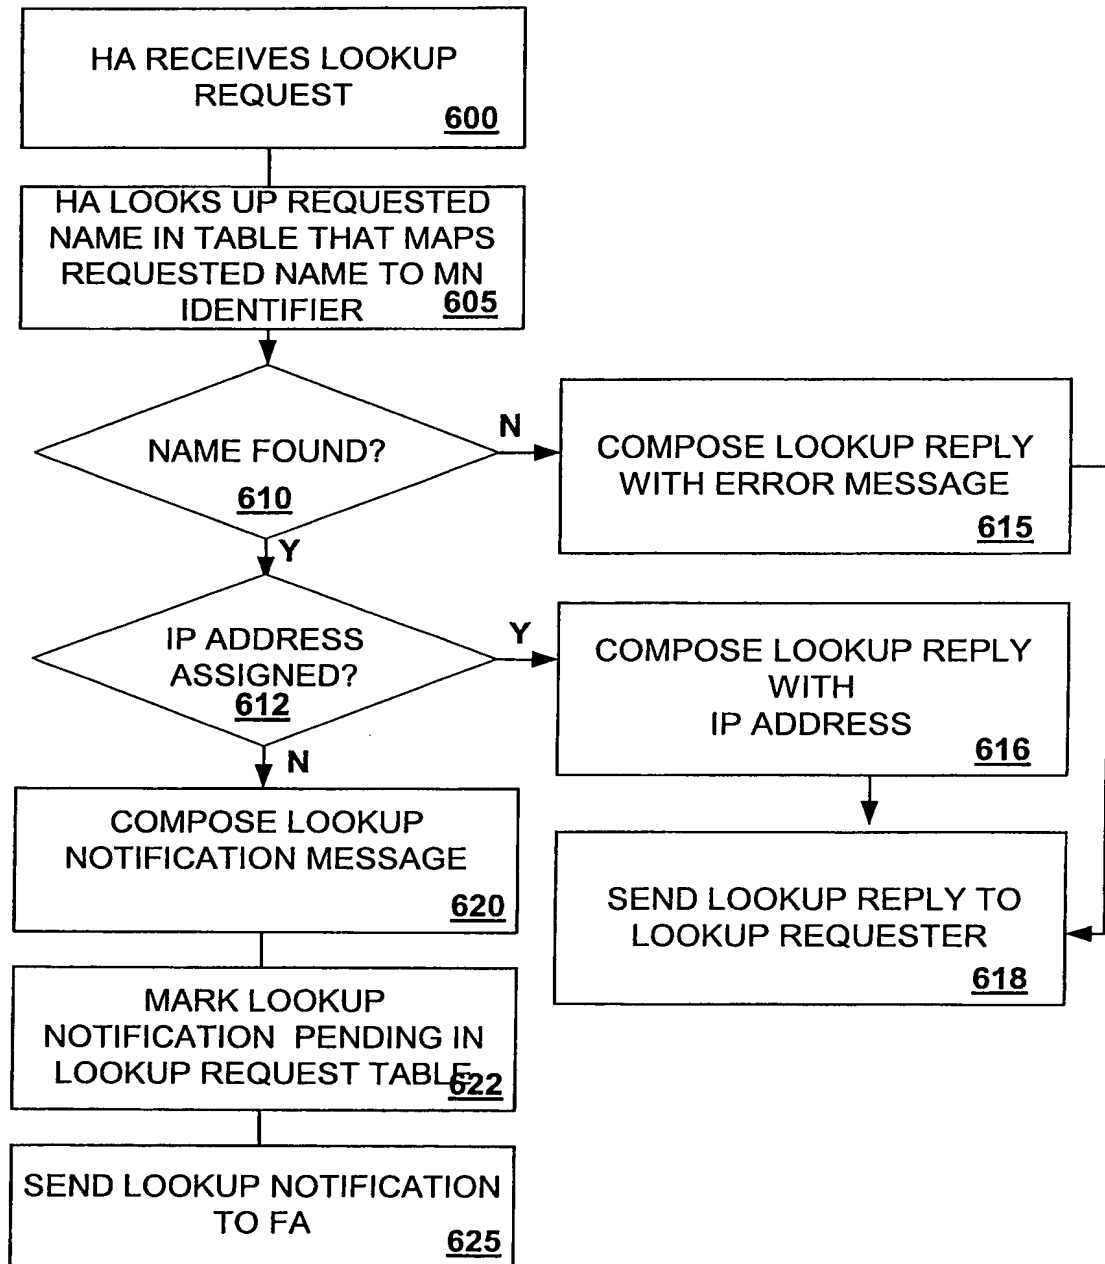 HA RECEIVES LOOKUP
REQUEST
600
HA LOOKS UP REQUESTED
NAME IN TABLE THAT MAPS
REQUESTED NAME TO MN
IDENTIFIER
605
NAME FOUND?
610
N
COMPOSE LOOKUP REPLY
WITH ERROR MESSAGE
615
Y
IP ADDRESS
ASSIGNED?
612
Y
COMPOSE LOOKUP REPLY
WITH
IP ADDRESS
616
N
COMPOSE LOOKUP
NOTIFICATION MESSAGE
620
SEND LOOKUP REPLY TO
LOOKUP REQUESTER
618
MARK LOOKUP
NOTIFICATION PENDING IN
LOOKUP REQUEST TABLE
622
SEND LOOKUP NOTIFICATION
TO FA
625